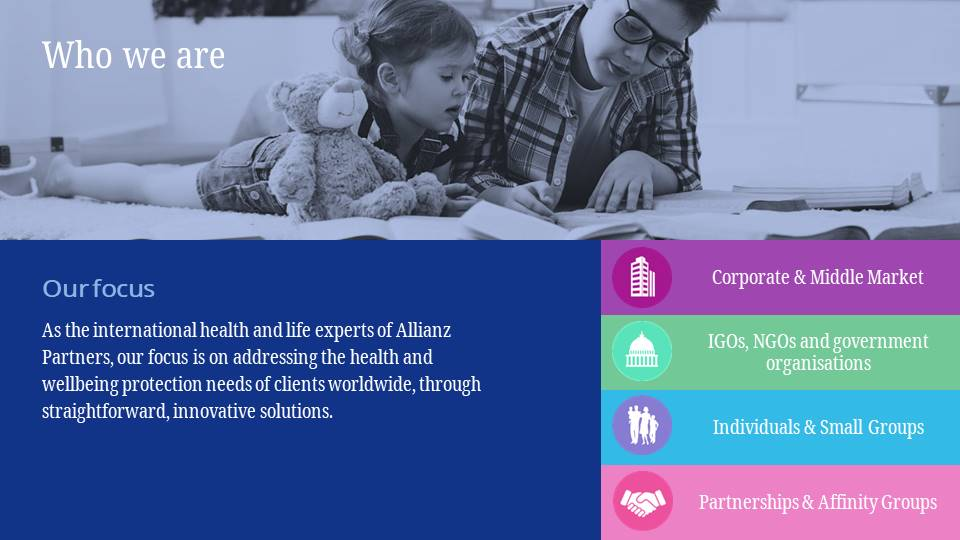 Who we are
Our focus
As the international health and life experts of Allianz
Partners, our focus is on addressing the health and
wellbeing protection needs of clients worldwide, through
straightforward, innovative solutions.
Corporate & Middle Market
IGOs, NGOs and government
organisations
Individuals & Small Groups
Partnerships & Affinity Groups